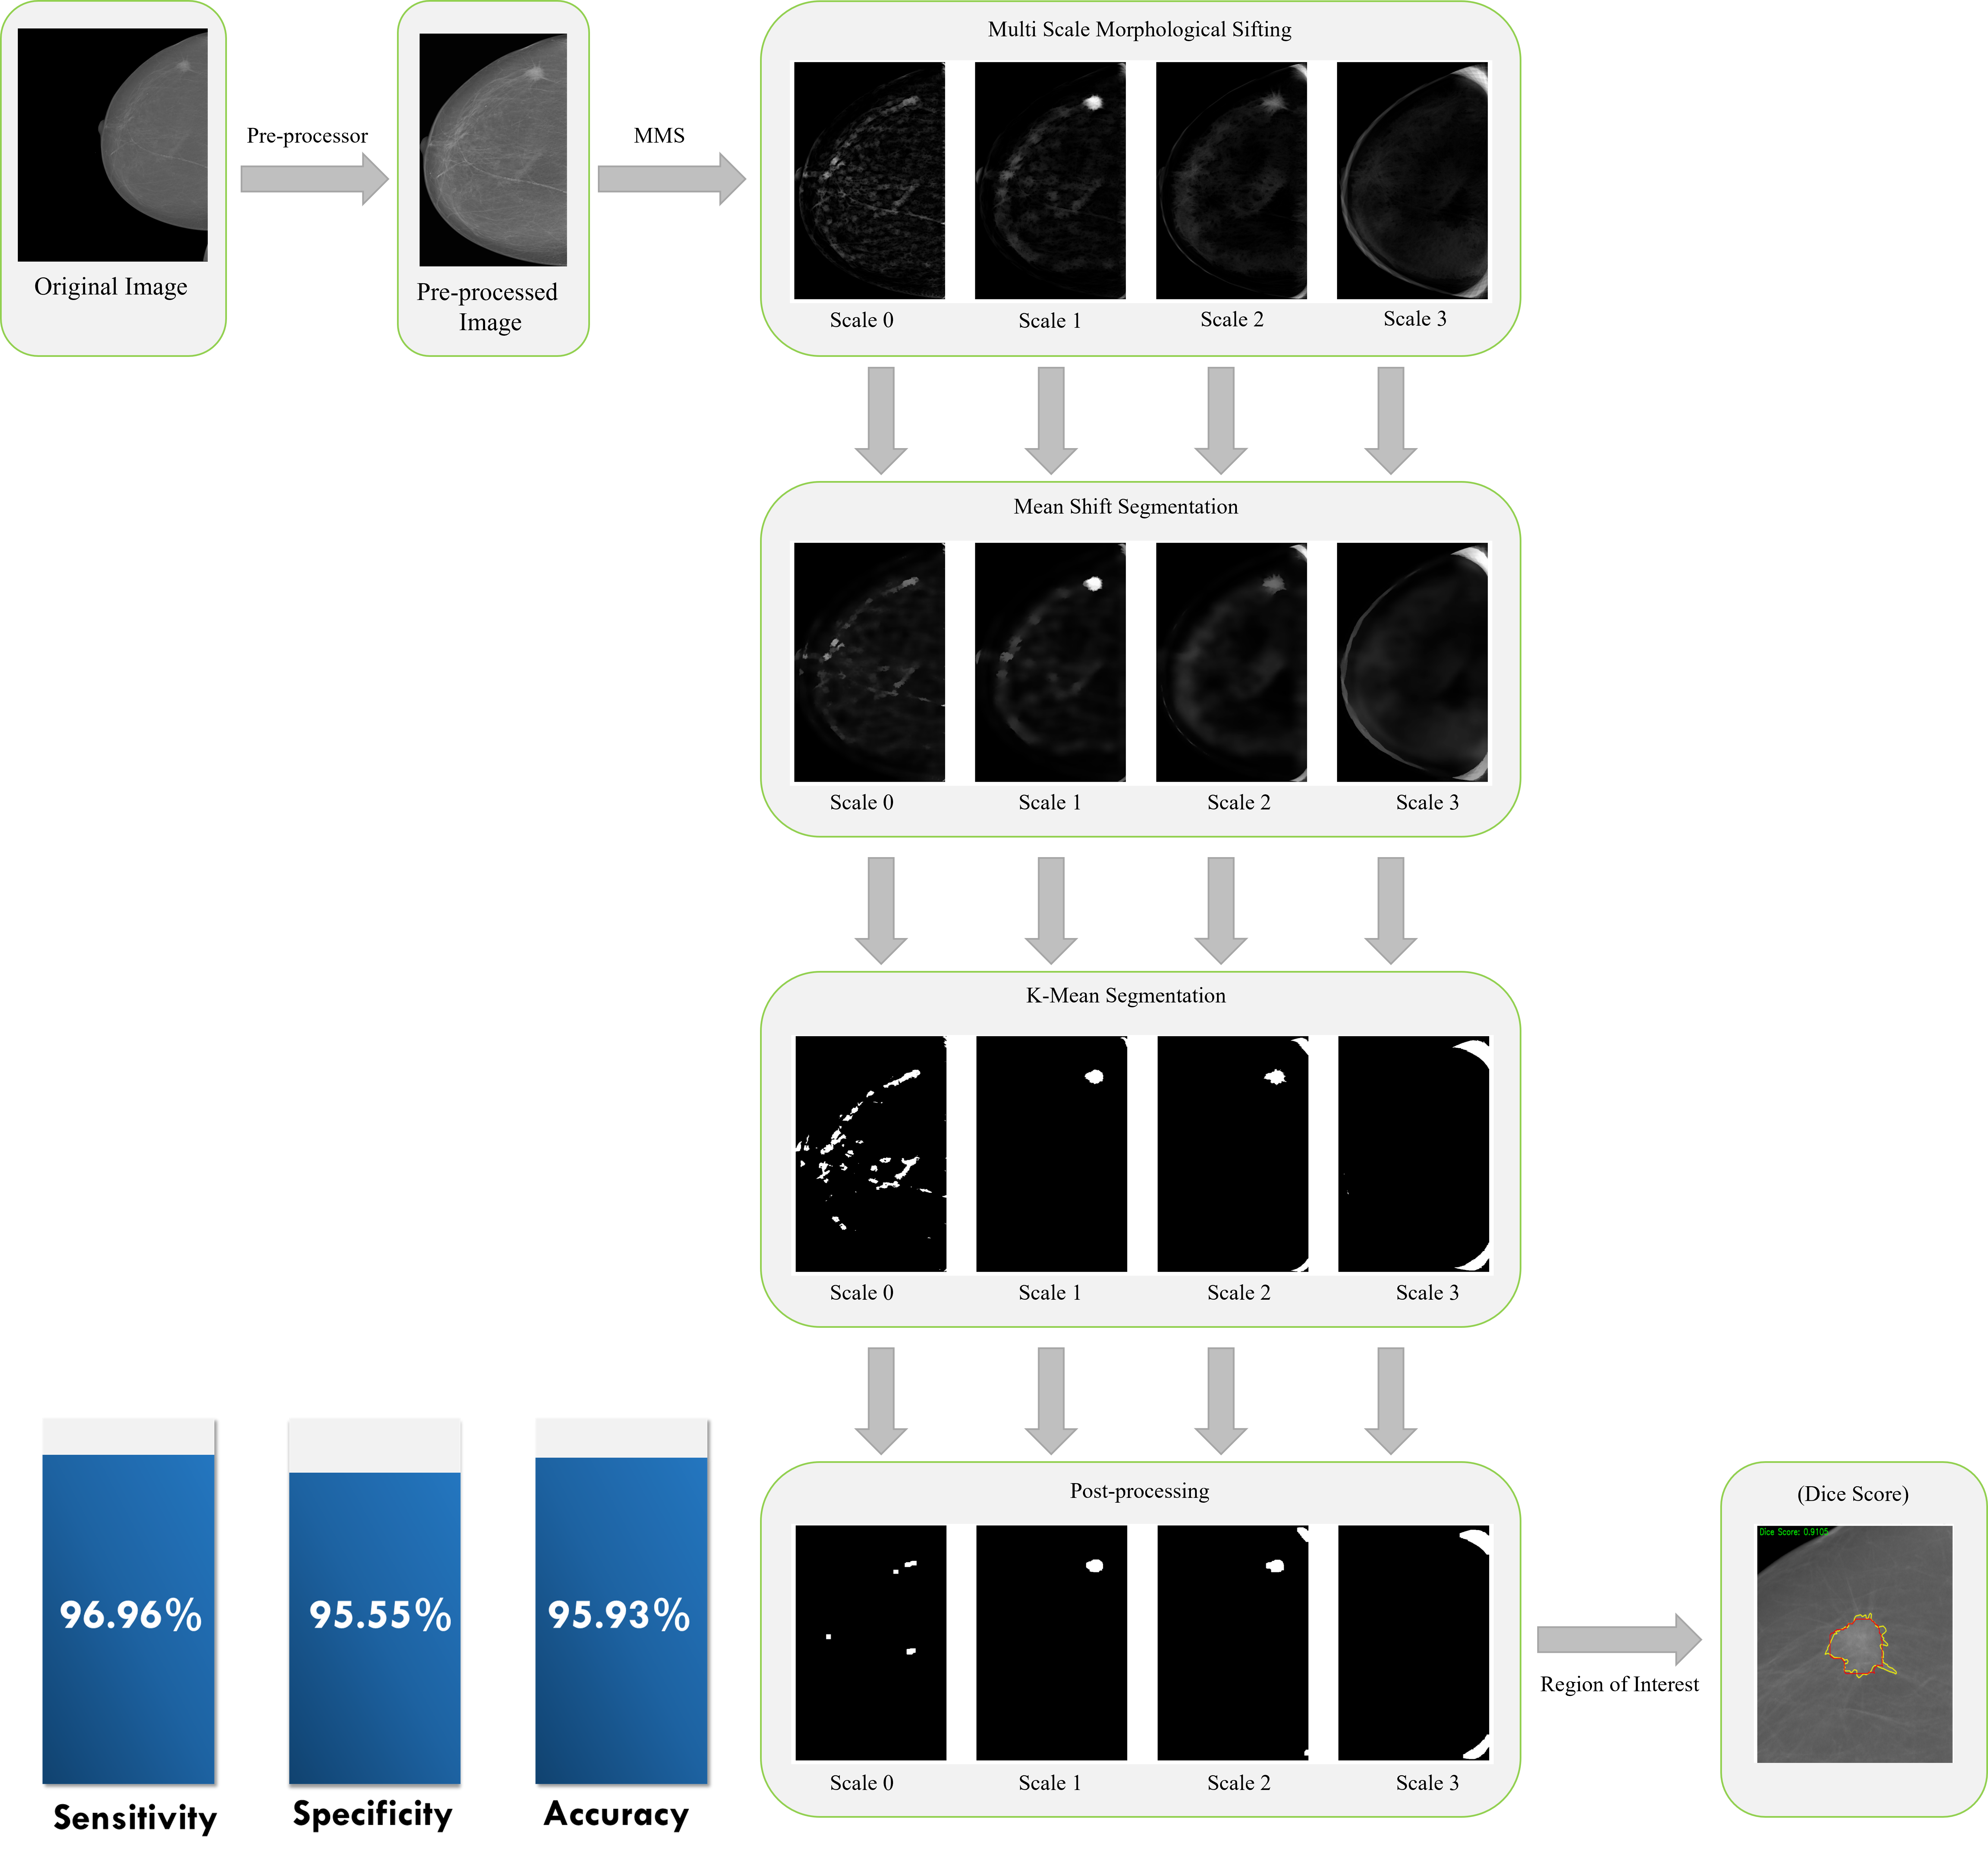 Original Image
Pre-processor
Pre-processed
Image
MMS
Multi Scale Morphological Sifting
Scale 0
Scale 1
Scale 2
Scale 3
Mean Shift Segmentation
Scale 0
Scale 1
Scale 2
Scale 3
K-Mean Segmentation
Scale 0
Scale 1
Scale 2
Scale 3
Post-processing
Scale 0
Scale 1
Scale 2
Scale 3
Region of Interest
(Dice Score)
Dice Score: 0.9105
96.96%
Sensitivity
95.55%
Specificity
95.93%
Accuracy